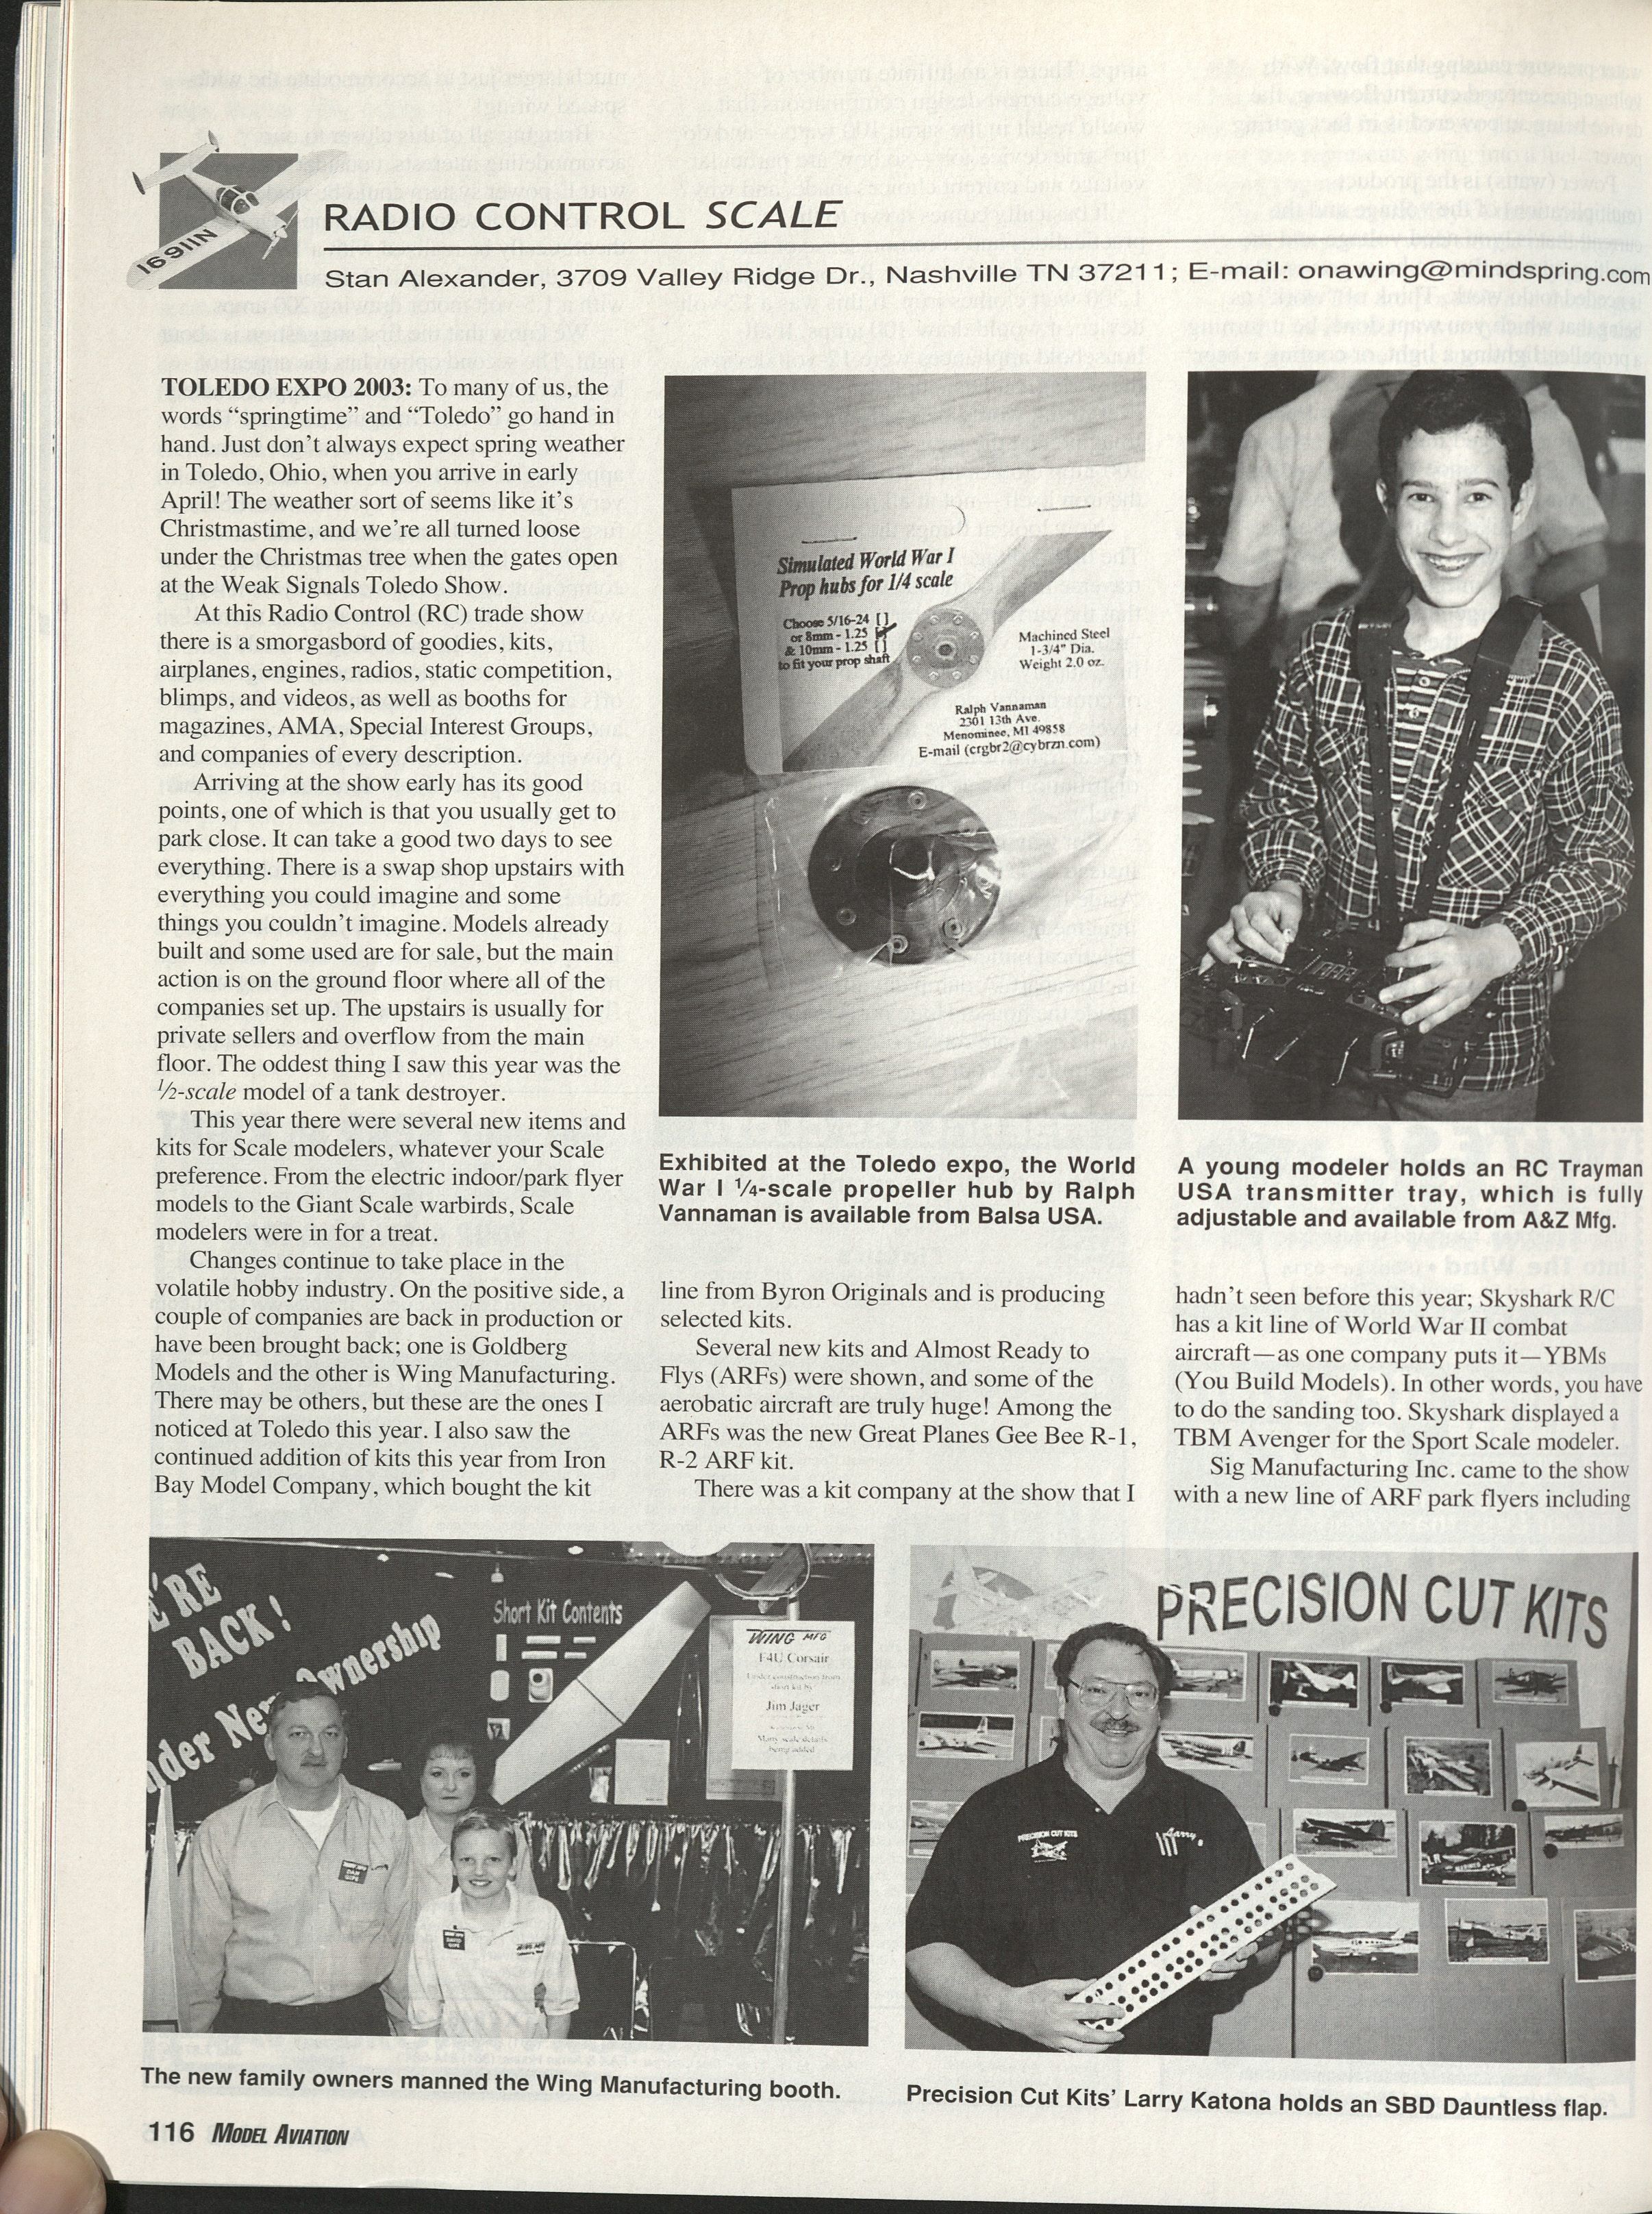 N1169I
RADIO CONTROL SCALE
Stan Alexander, 3709 Valley Ridge Dr., Nashville TN 37211; E-mail: onawing@mindspring.com
TOLEDO EXPO 2003: To many of us, the
words “springtime” and “Toledo” go hand in
hand. Just don’t always expect spring weather
in Toledo, Ohio, when you arrive in early
April! The weather sort of seems like it’s
Christmastime, and we’re all turned loose
under the Christmas tree when the gates open
at the Weak Signals Toledo Show.
At this Radio Control (RC) trade show
there is a smorgasbord of goodies, kits,
airplanes, engines, radios, static competition,
blimps, and videos, as well as booths for
magazines, AMA, Special Interest Groups,
and companies of every description.
Arriving at the show early has its good
points, one of which is that you usually get to
park close. It can take a good two days to see
everything. There is a swap shop upstairs with
everything you could imagine and some
things you couldn’t imagine. Models already
built and some used are for sale, but the main
action is on the ground floor where all of the
companies set up. The upstairs is usually for
private sellers and overflow from the main
floor. The oddest thing I saw this year was the
½-scale model of a tank destroyer.
This year there were several new items and
kits for Scale modelers, whatever your Scale
preference. From the electric indoor/park flyer
models to the Giant Scale warbirds, Scale
modelers were in for a treat.
Changes continue to take place in the
volatile hobby industry. On the positive side, a
couple of companies are back in production or
have been brought back; one is Goldberg
Models and the other is Wing Manufacturing.
There may be others, but these are the ones I
noticed at Toledo this year. I also saw the
continued addition of kits this year from Iron
Bay Model Company, which bought the kit
Simulated World War I
Prop hubs for 1/4 scale
Choose 5/16-24 [ ]
or 8mm - 1.25 [ ]
& 10mm - 1.25 [ ]
to fit your prop shaft
Machined Steel
1-3/4" Dia.
Weight 2.0 oz.
Ralph Vannaman
2301 13th Ave.
Menominee, MI 49858
E-mail (crgbr2@cybrzn.com)
Exhibited at the Toledo expo, the World
War I ¼-scale propeller hub by Ralph
Vannaman is available from Balsa USA.
line from Byron Originals and is producing
selected kits.
Several new kits and Almost Ready to
Flys (ARFs) were shown, and some of the
aerobatic aircraft are truly huge! Among the
ARFs was the new Great Planes Gee Bee R-1,
R-2 ARF kit.
There was a kit company at the show that I
A young modeler holds an RC Trayman
USA transmitter tray, which is fully
adjustable and available from A&Z Mfg.
hadn’t seen before this year; Skyshark R/C
has a kit line of World War II combat
aircraft—as one company puts it—YBMs
(You Build Models). In other words, you have
to do the sanding too. Skyshark displayed a
TBM Avenger for the Sport Scale modeler.
Sig Manufacturing Inc. came to the show
with a new line of ARF park flyers including
E'RE
BACK!
nder New Ownership
Short Kit Contents
WING MFG
F4U Corsair
Under construction from
short kit by
Jim Jager
Many scale details
being added
DAN
GIPE
DAVID
GIPE
The new family owners manned the Wing Manufacturing booth.
PRECISION CUT KITS
PRECISION CUT KITS
Larry
Precision Cut Kits’ Larry Katona holds an SBD Dauntless flap.
116 MODEL AVIATION